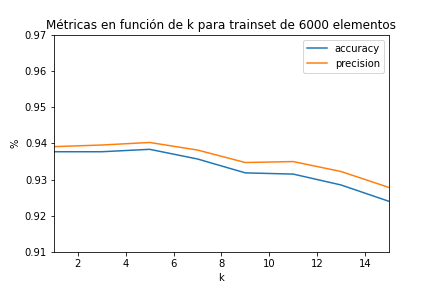 Métricas en función de k para trainset de 6000 elementos
0.97
0.96
0.95
0.94
0.93
0.92
0.91
%
accuracy
precision
2 4 6 8 10 12 14
k